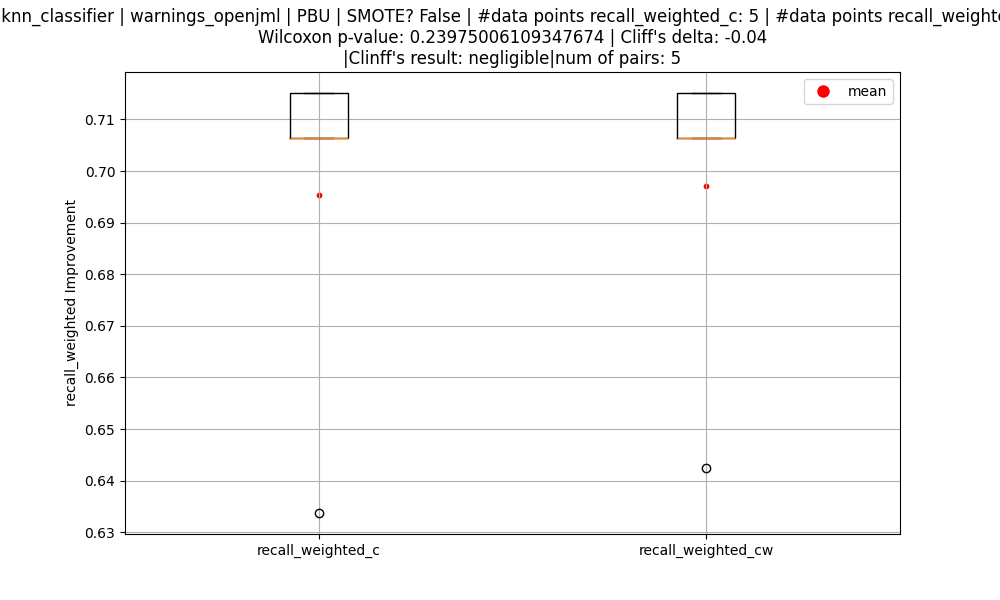 knn_classifier | warnings_openjml | PBU | SMOTE? False | #data points recall_weighted_c: 5 | #data points
Wilcoxon p-value: 0.23975006109347674 | Cliff's delta: -0.04
|Clinff's result: negligible|num of pairs: 5
mean
recall_weighted Improvement
0.71
0.70
0.69
0.68
0.67
0.66
0.65
0.64
0.63
recall_weighted_c
recall_weighted_cw